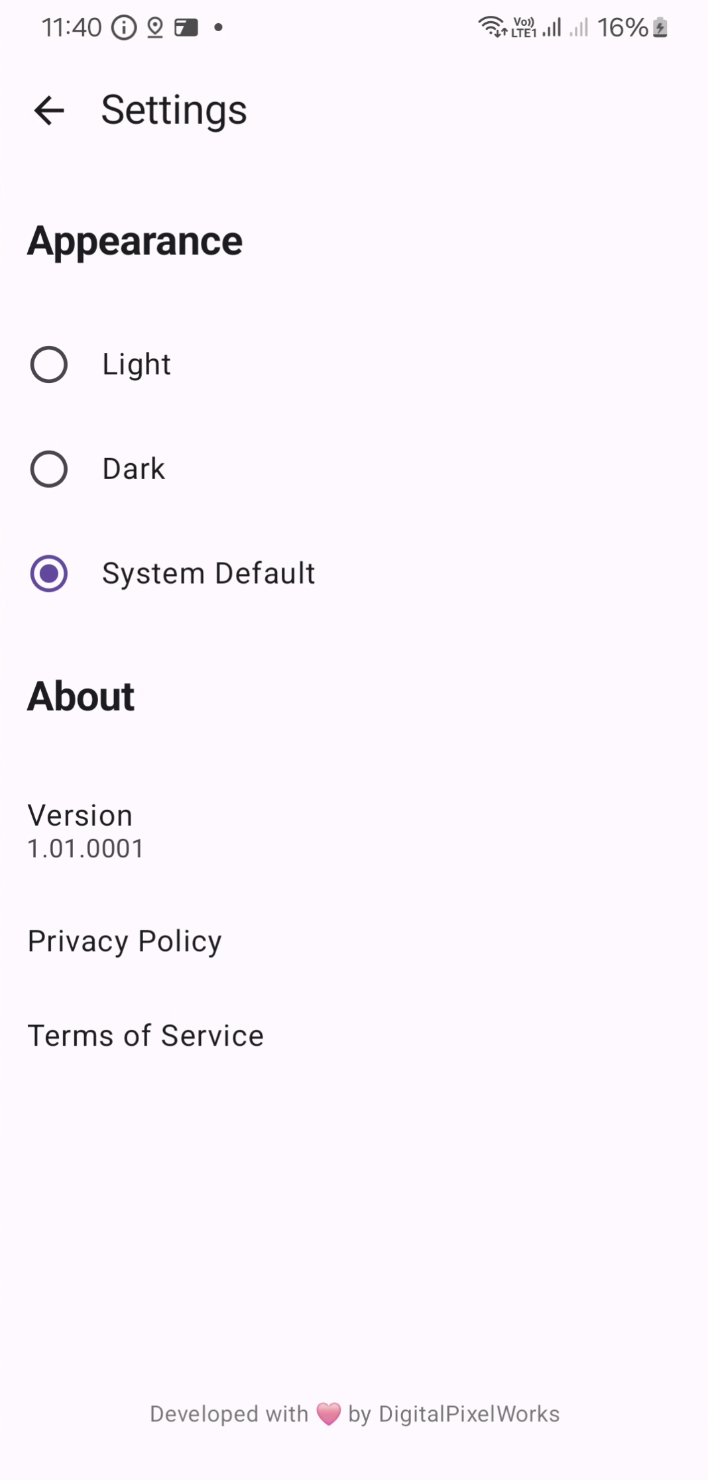 11:40 Vo)) LTE1 16%
Settings
Appearance
Light
Dark
System Default
About
Version
1.01.0001
Privacy Policy
Terms of Service
Developed with ❤ by DigitalPixelWorks